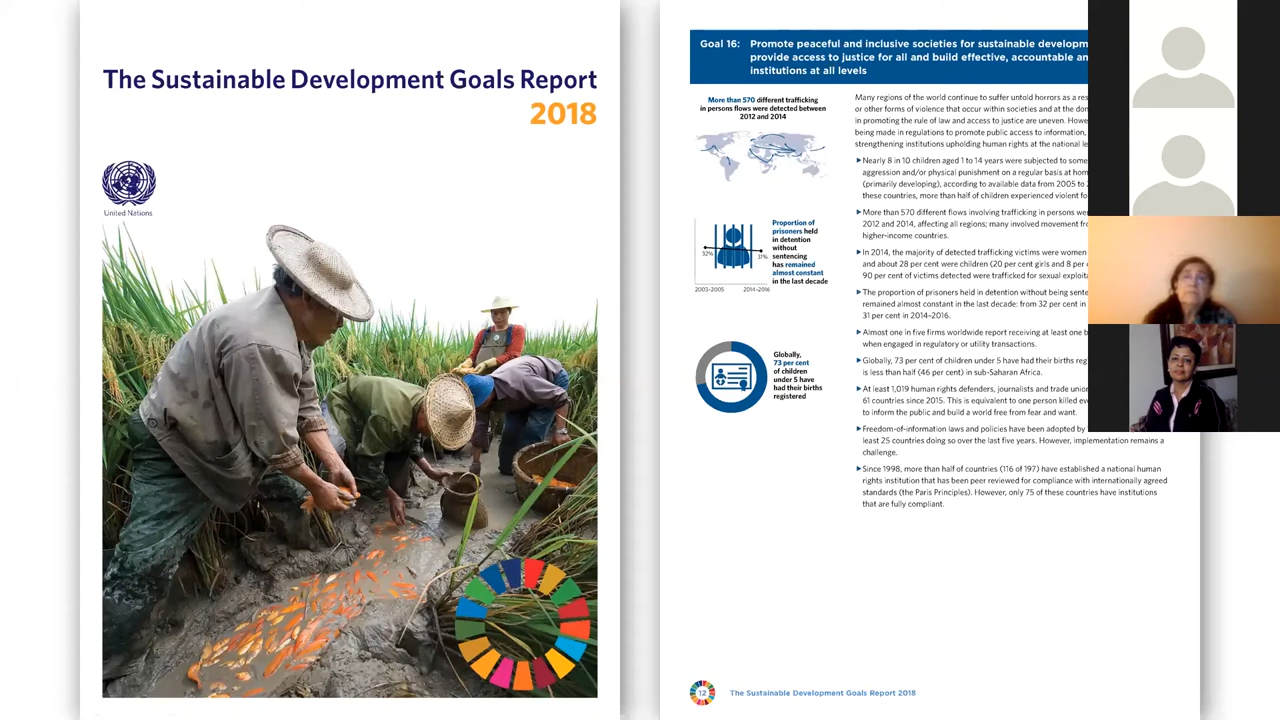 The Sustainable Development Goals Report
2018
United Nations
Goal 16: Promote peaceful and inclusive societies for sustainable developm
provide access to justice for all and build effective, accountable an
institutions at all levels
More than 570 different trafficking
in persons flows were detected between
2012 and 2014
32%
31%
2003-2005 2014-2016
Proportion of
prisoners held
in detention
without
sentencing
has remained
almost constant
in the last decade
Globally,
73 per cent
of children
under 5 have
had their births
registered
Many regions of the world continue to suffer untold horrors as a res
or other forms of violence that occur within societies and at the do
in promoting the rule of law and access to justice are uneven. Howe
being made in regulations to promote public access to information,
strengthening institutions upholding human rights at the national le
Nearly 8 in 10 children aged 1 to 14 years were subjected to some
aggression and/or physical punishment on a regular basis at hom
(primarily developing), according to available data from 2005 to 2
these countries, more than half of children experienced violent fo
More than 570 different flows involving trafficking in persons wer
2012 and 2014, affecting all regions; many involved movement fro
higher-income countries.
In 2014, the majority of detected trafficking victims were women
and about 28 per cent were children (20 per cent girls and 8 per c
90 per cent of victims detected were trafficked for sexual exploita
The proportion of prisoners held in detention without being sente
remained almost constant in the last decade: from 32 per cent in
31 per cent in 2014–2016.
Almost one in five firms worldwide report receiving at least one b
when engaged in regulatory or utility transactions.
Globally, 73 per cent of children under 5 have had their births reg
is less than half (46 per cent) in sub-Saharan Africa.
At least 1,019 human rights defenders, journalists and trade union
61 countries since 2015. This is equivalent to one person killed eve
to inform the public and build a world free from fear and want.
Freedom-of-information laws and policies have been adopted by
least 25 countries doing so over the last five years. However, implementation remains a
challenge.
Since 1998, more than half of countries (116 of 197) have established a national human
rights institution that has been peer reviewed for compliance with internationally agreed
standards (the Paris Principles). However, only 75 of these countries have institutions
that are fully compliant.
12 The Sustainable Development Goals Report 2018